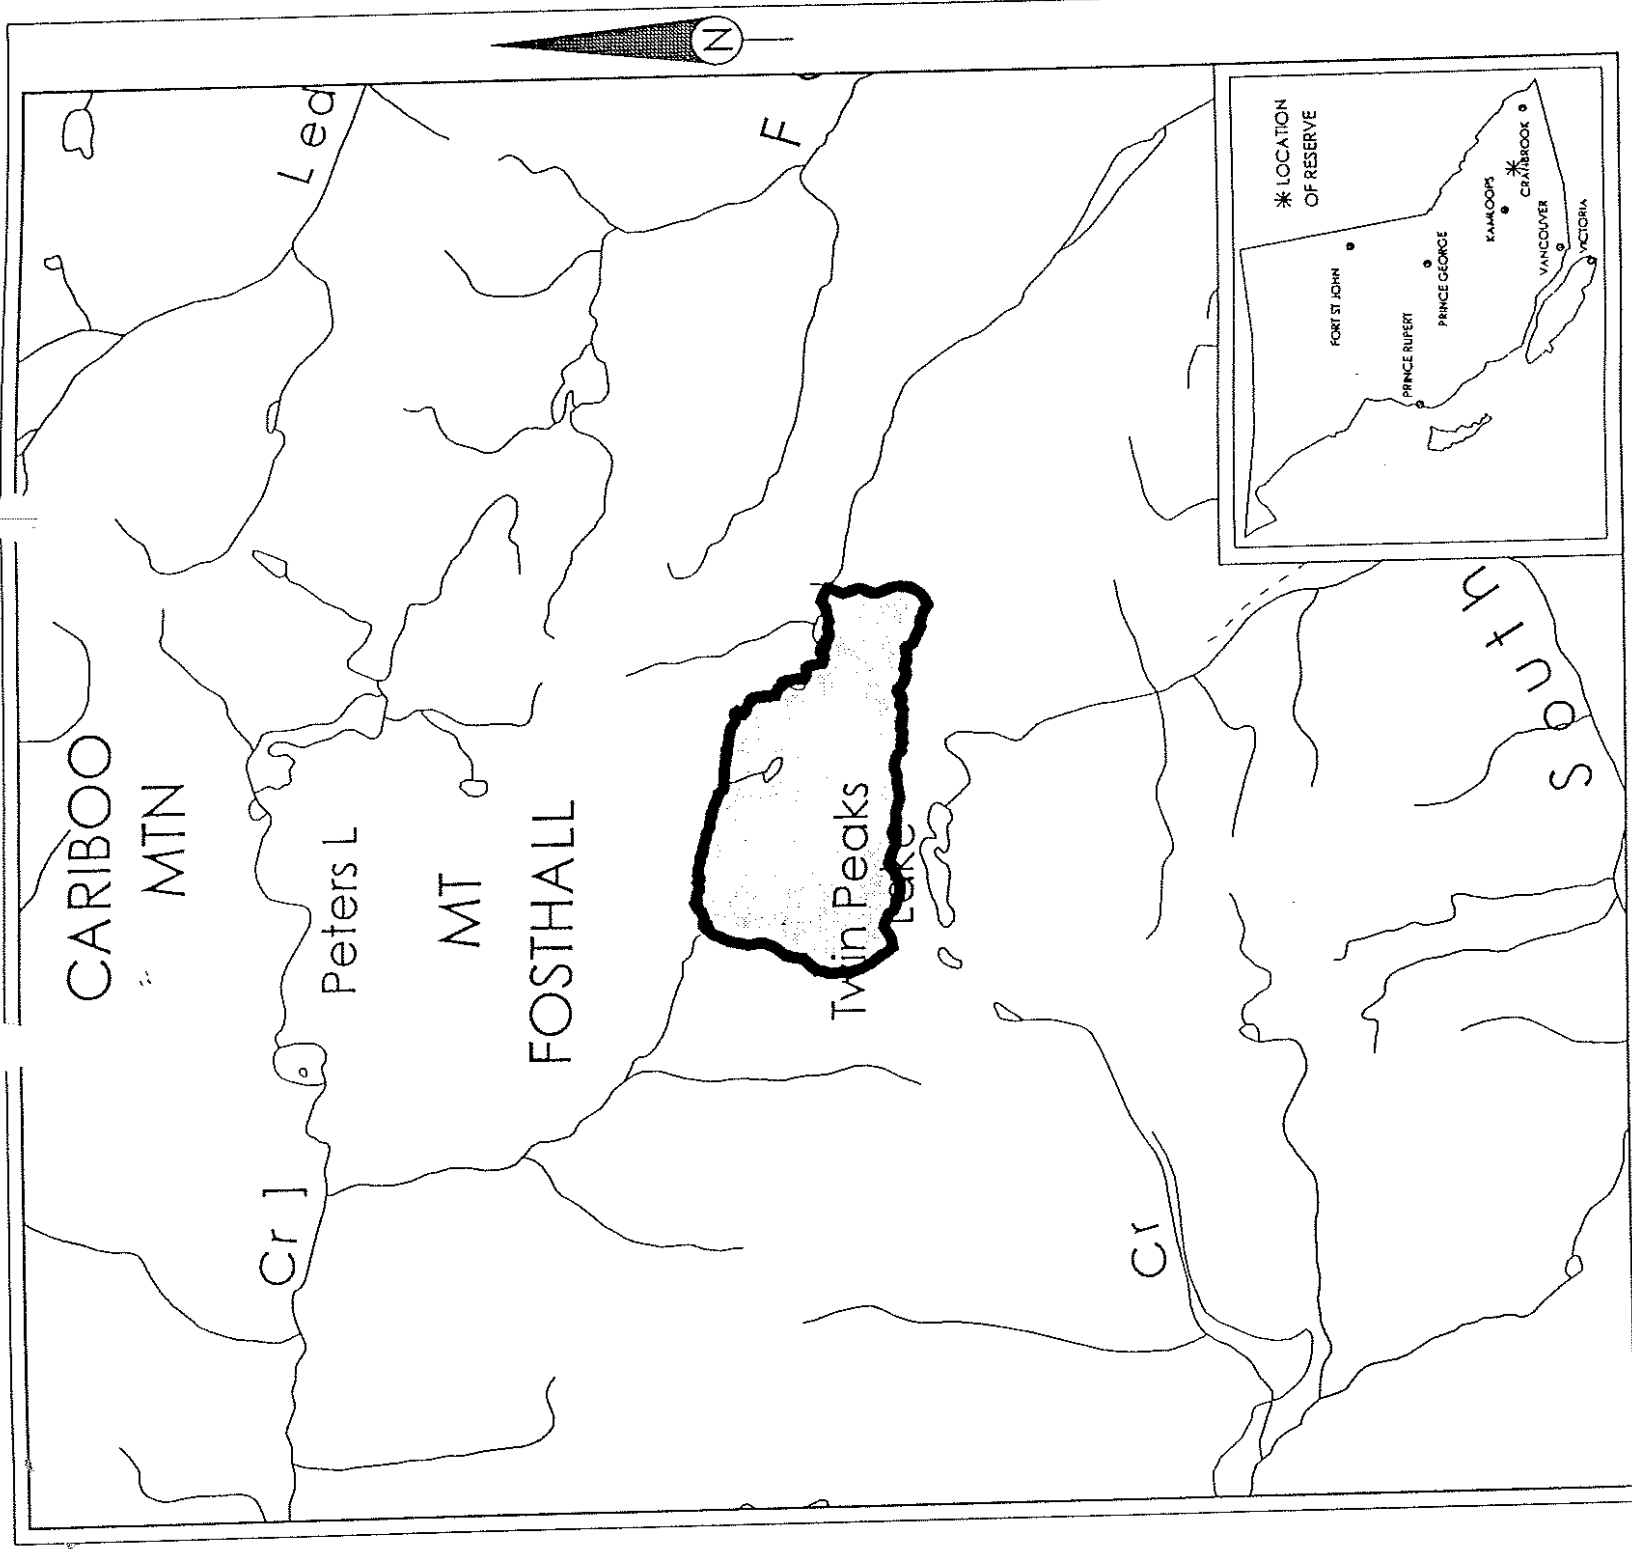 N
CARIBOO
MTN
Led
Peters L
Cr ]
MT
FOSTHALL
F
Twin Peaks
Lake
Cr
South
LOCATION
OF RESERVE
FORT ST JOHN
PRINCE RUPERT
PRINCE GEORGE
KAMLOOPS
CRANBROOK
VANCOUVER
VICTORIA